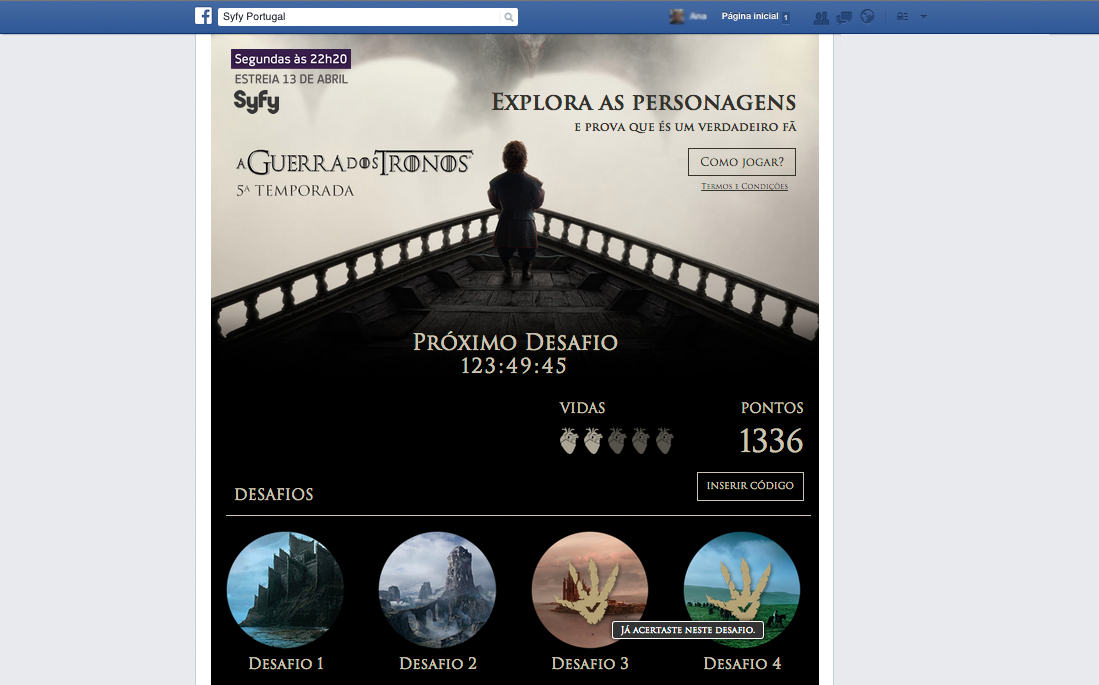 Syfy Portugal
Ana
Página inicial 1
Segundas às 22h20
ESTREIA 13 DE ABRIL
Syfy
EXPLORA AS PERSONAGENS
E PROVA QUE ÉS UM VERDADEIRO FÃ
A GUERRA DOS TRONOS
5ª TEMPORADA
COMO JOGAR?
TERMOS E CONDIÇÕES
PRÓXIMO DESAFIO
123:49:45
VIDAS
PONTOS
1336
INSERIR CÓDIGO
DESAFIOS
JÁ ACERTASTE NESTE DESAFIO.
DESAFIO 1
DESAFIO 2
DESAFIO 3
DESAFIO 4